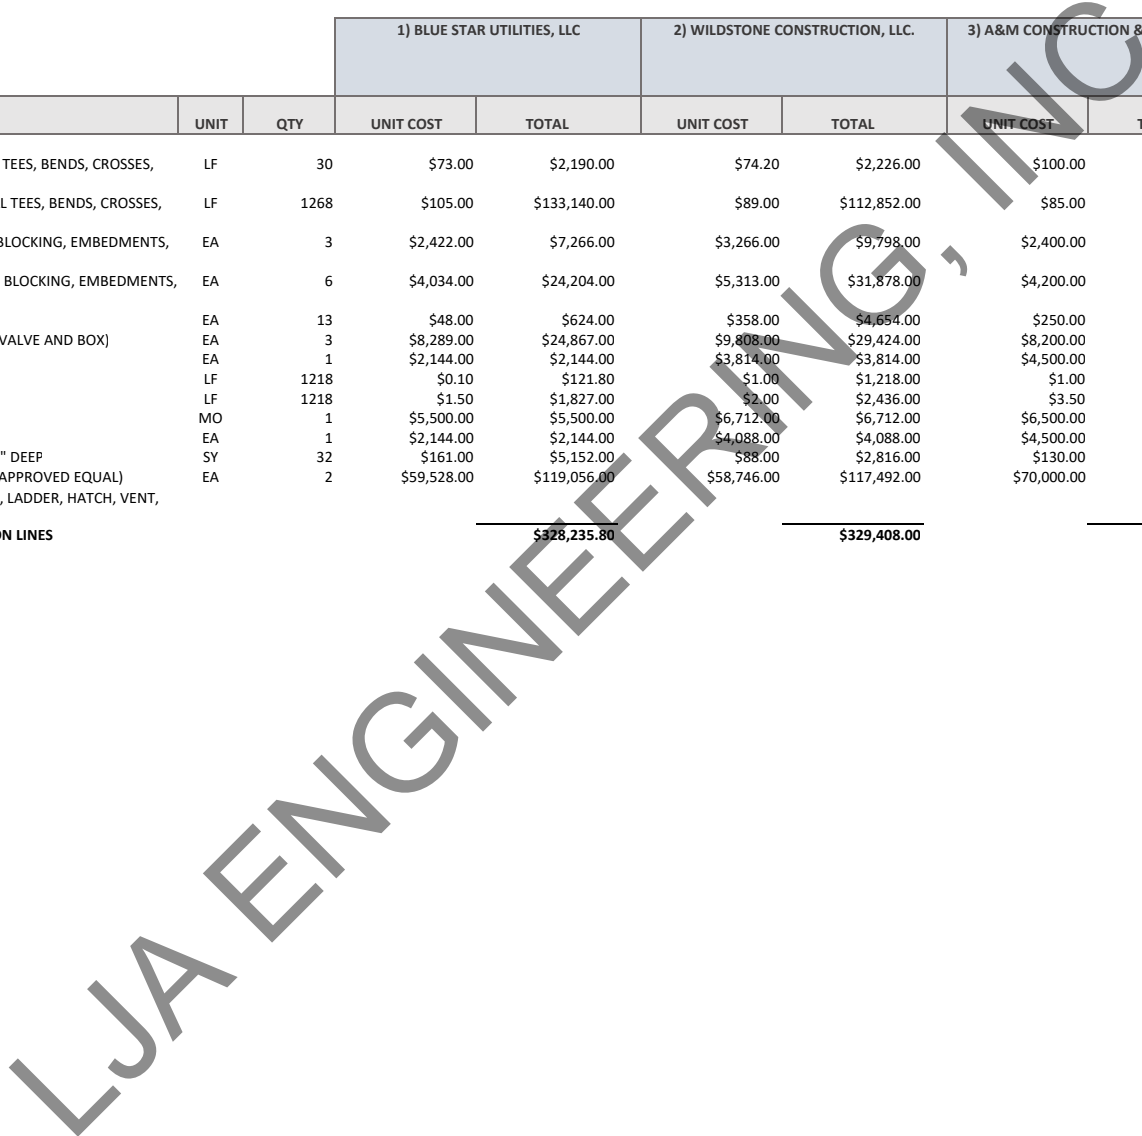 1) BLUE STAR UTILITIES, LLC 2) WILDSTONE CONSTRUCTION, LLC. 3) A&M CONSTRUCTION &
UNIT QTY UNIT COST TOTAL UNIT COST TOTAL UNIT COST T
TEES, BENDS, CROSSES, LF 30 $73.00 $2,190.00 $74.20 $2,226.00 $100.00
L TEES, BENDS, CROSSES, LF 1268 $105.00 $133,140.00 $89.00 $112,852.00 $85.00
BLOCKING, EMBEDMENTS, EA 3 $2,422.00 $7,266.00 $3,266.00 $9,798.00 $2,400.00
BLOCKING, EMBEDMENTS, EA 6 $4,034.00 $24,204.00 $5,313.00 $31,878.00 $4,200.00
EA 13 $48.00 $624.00 $358.00 $4,654.00 $250.00
VALVE AND BOX) EA 3 $8,289.00 $24,867.00 $9,808.00 $29,424.00 $8,200.00
EA 1 $2,144.00 $2,144.00 $3,814.00 $3,814.00 $4,500.00
LF 1218 $0.10 $121.80 $1.00 $1,218.00 $1.00
LF 1218 $1.50 $1,827.00 $2.00 $2,436.00 $3.50
MO 1 $5,500.00 $5,500.00 $6,712.00 $6,712.00 $6,500.00
EA 1 $2,144.00 $2,144.00 $4,088.00 $4,088.00 $4,500.00
" DEEP SY 32 $161.00 $5,152.00 $88.00 $2,816.00 $130.00
APPROVED EQUAL) EA 2 $59,528.00 $119,056.00 $58,746.00 $117,492.00 $70,000.00
, LADDER, HATCH, VENT,
ON LINES $328,235.80 $329,408.00
LJA ENGINEERING, INC